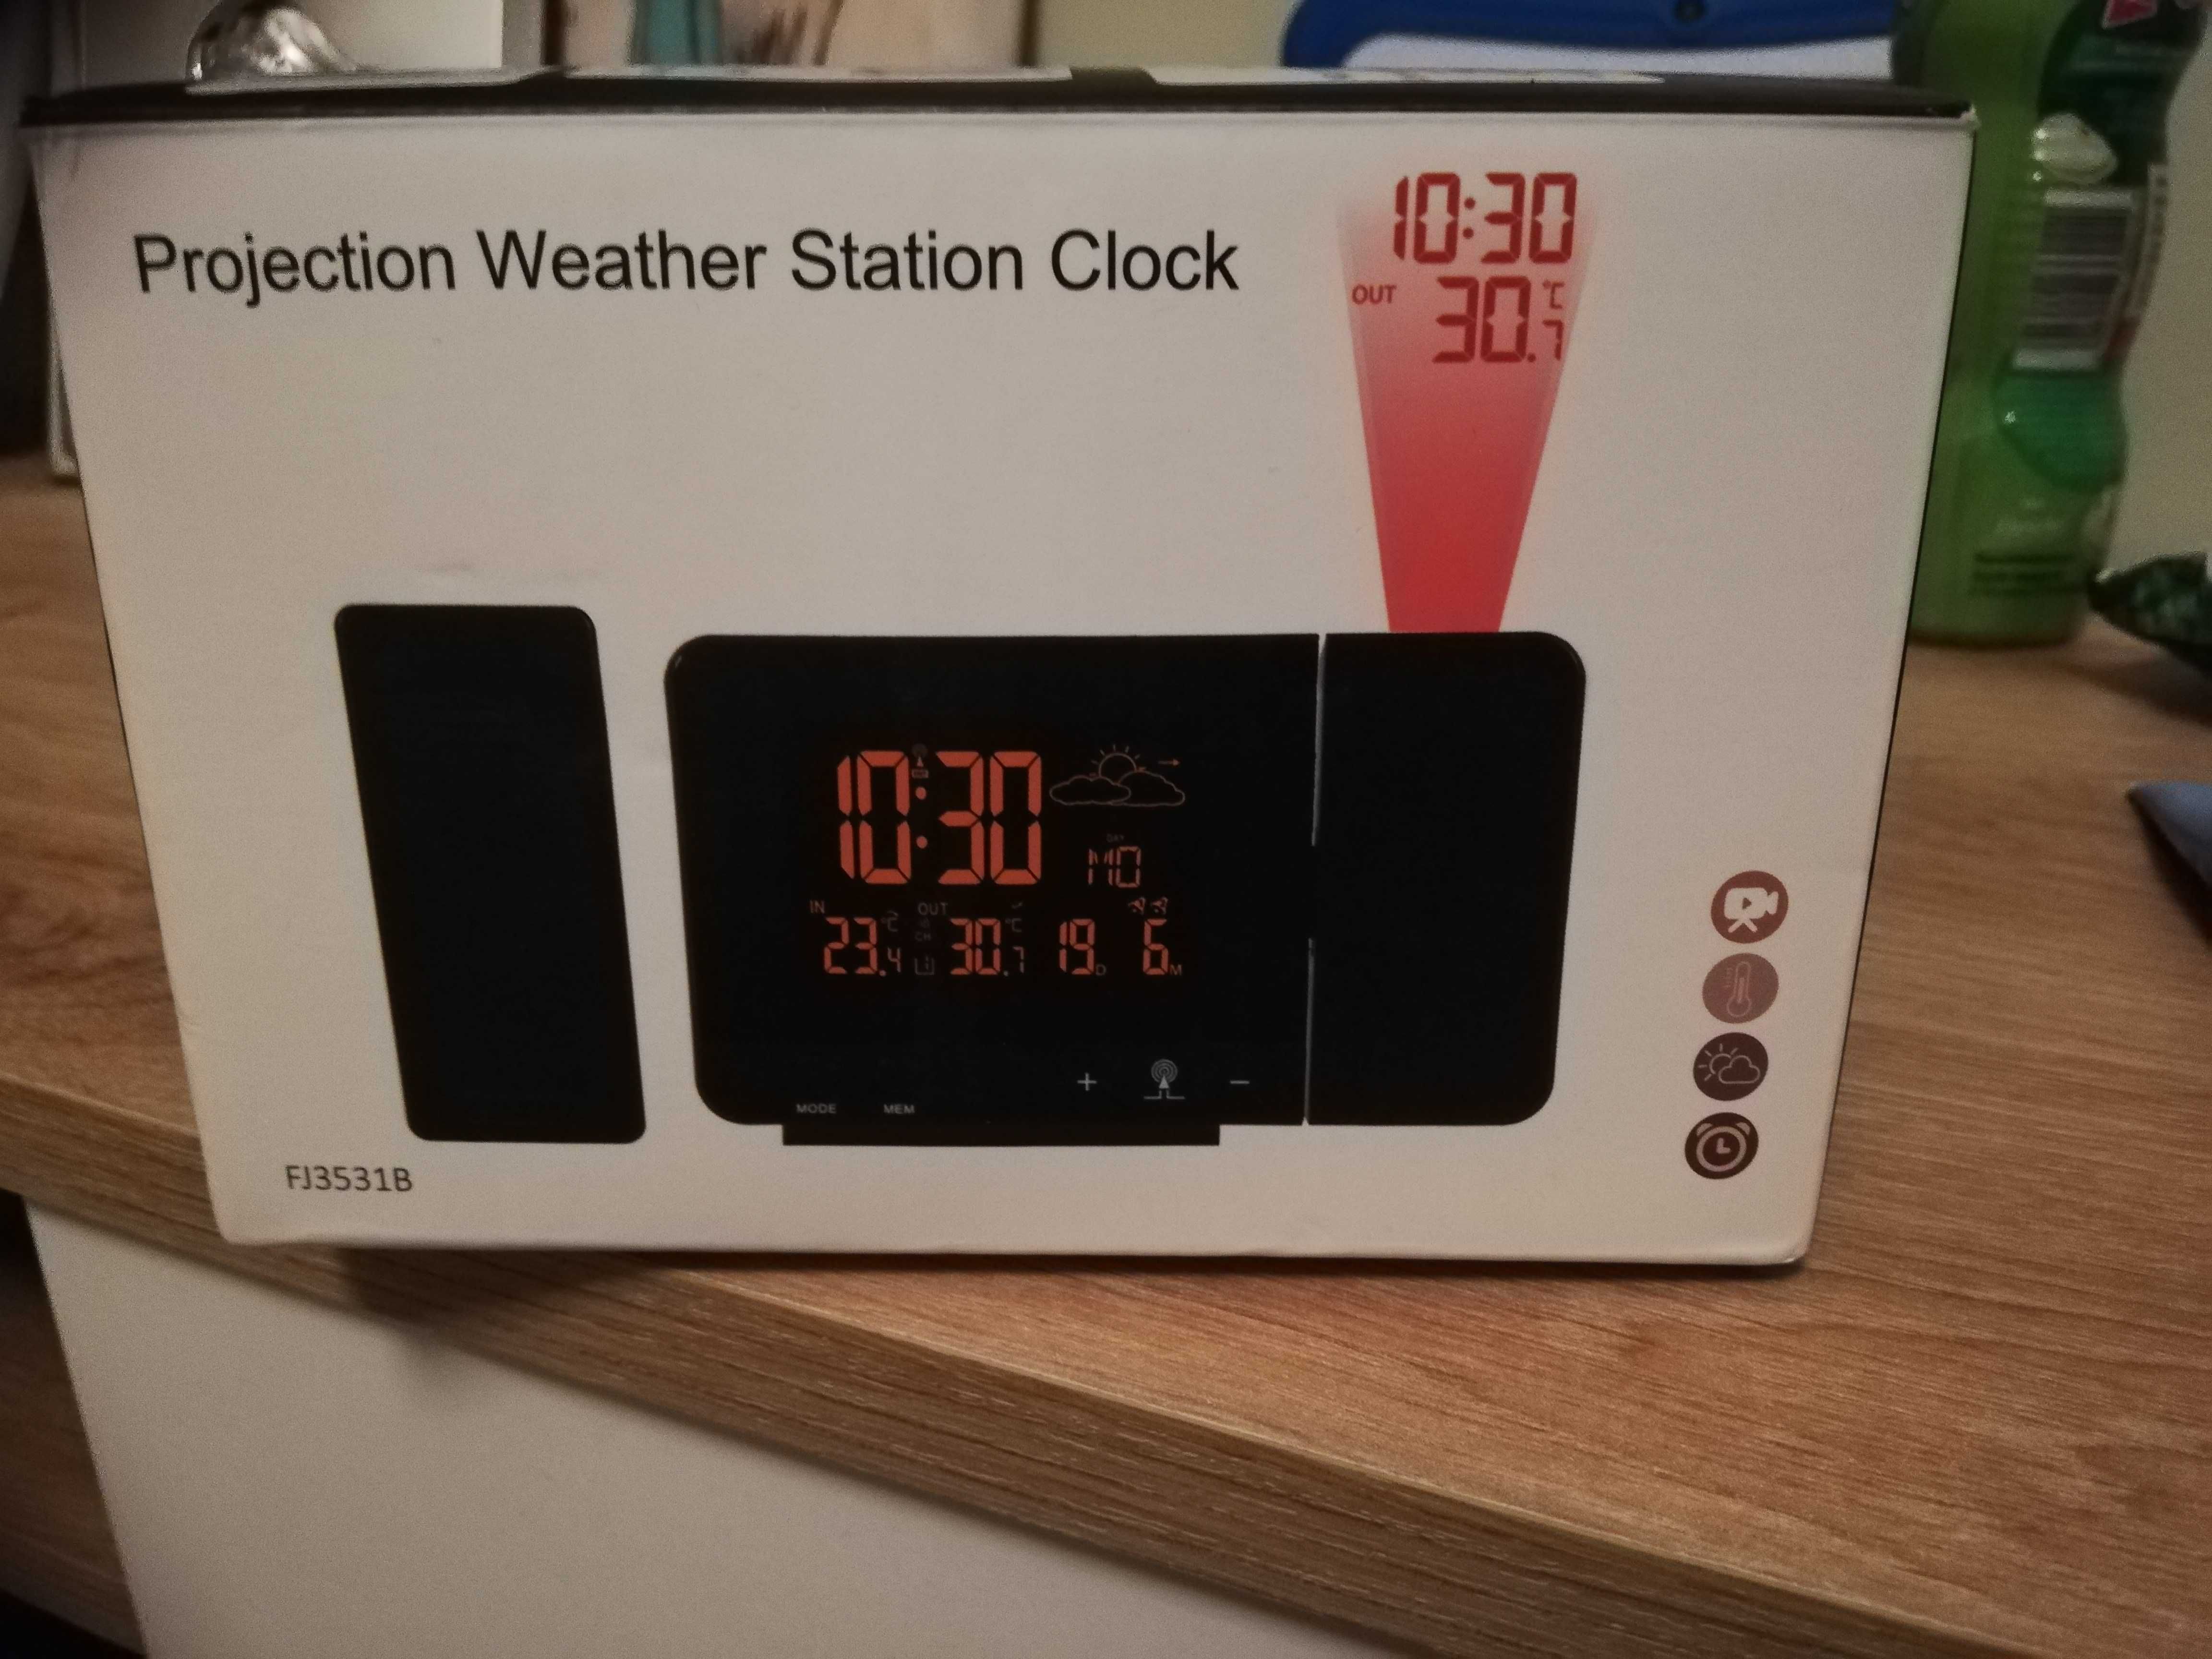 Projection Weather Station Clock
10:30
OUT 30.7 °C
10:30
DAY
MO
IN OUT
23.4 °C CH 30.7 °C 19 D 6 M
+ −
MODE MEM
FJ3531B